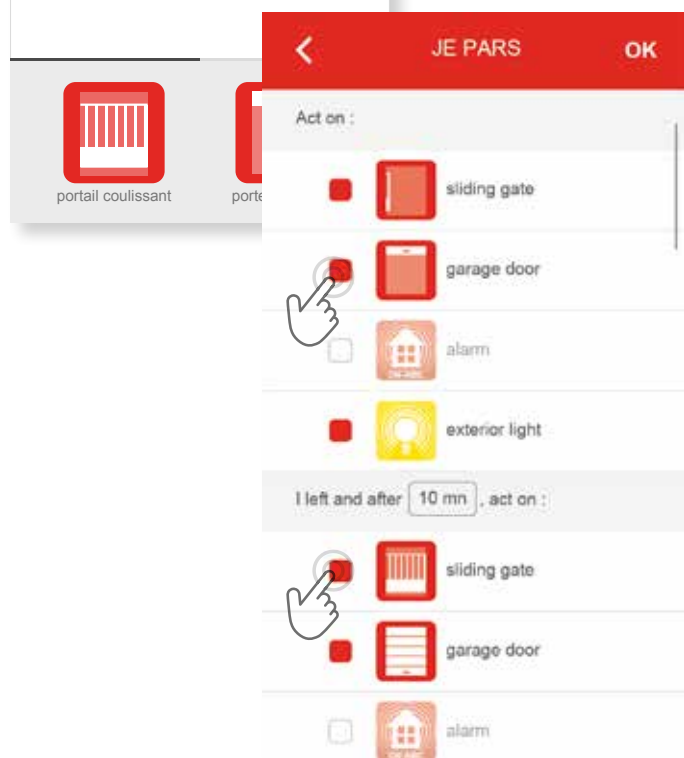 portail coulissant
porte
JE PARS
OK
Act on :
sliding gate
garage door
alarm
exterior light
I left and after 10 mn , act on :
sliding gate
garage door
alarm